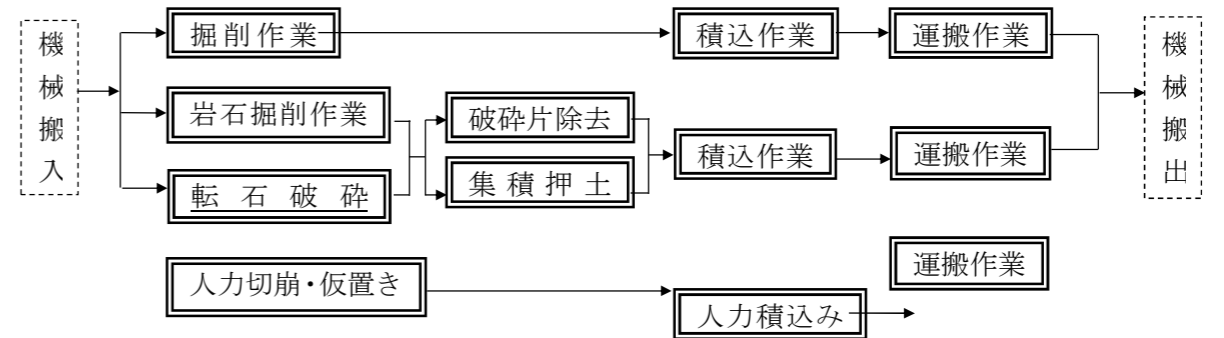 機械搬入
掘削作業
積込作業
運搬作業
機械搬出
岩石掘削作業
破砕片除去
転石破砕
集積押土
積込作業
運搬作業
人力切崩・仮置き
人力積込み
運搬作業